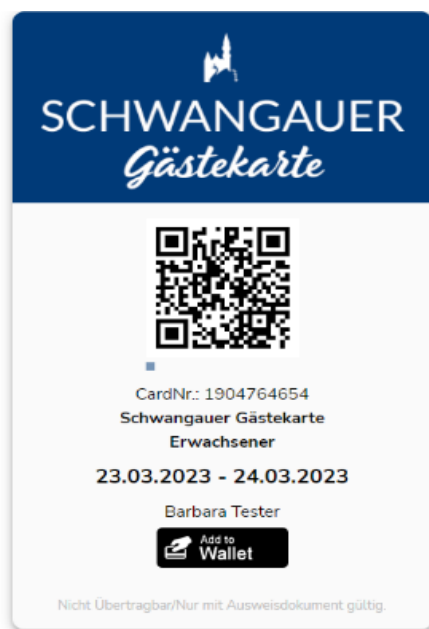 SCHWANGAUER
Gästekarte
CardNr.: 1904764654
Schwangauer Gästekarte
Erwachsener
23.03.2023 - 24.03.2023
Barbara Tester
Add to
Wallet
Nicht Übertragbar/Nur mit Ausweisdokument gültig.